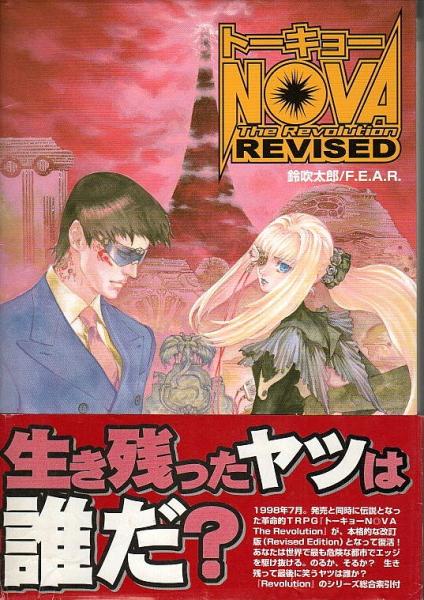 トーキョー
NOVA
The Revolution
REVISED
鈴吹太郎/F.E.A.R.
生き残ったヤツは
誰だ?
1998年7月。発売と同時に伝説となっ
た革命的TRPG『トーキョーN◎VA
The Revolution』が、本格的な改訂
版(Revised Edition)となって復活!
あなたは世界で最も危険な都市でエッジ
を駆け抜ける。のるか、そるか? 生き
残って最後に笑うヤツは誰か?
『Revolution』のシリーズ総合索引付